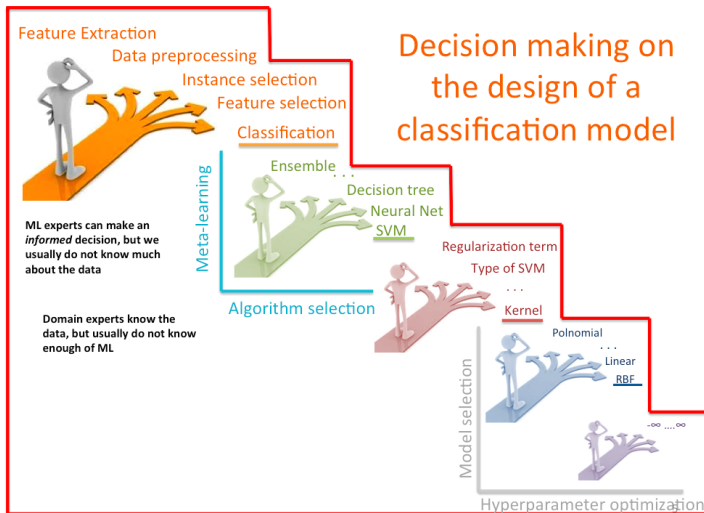 Decision making on
the design of a
classification model
Feature Extraction
Data preprocessing
Instance selection
Feature selection
Classification
Meta-learning
Ensemble
. . .
Decision tree
Neural Net
SVM
Algorithm selection
ML experts can make an
informed decision, but we
usually do not know much
about the data
Domain experts know the
data, but usually do not know
enough of ML
Regularization term
Type of SVM
. . .
Kernel
Model selection
Polnomial
. . .
Linear
RBF
-∞ ....∞
Hyperparameter optimization